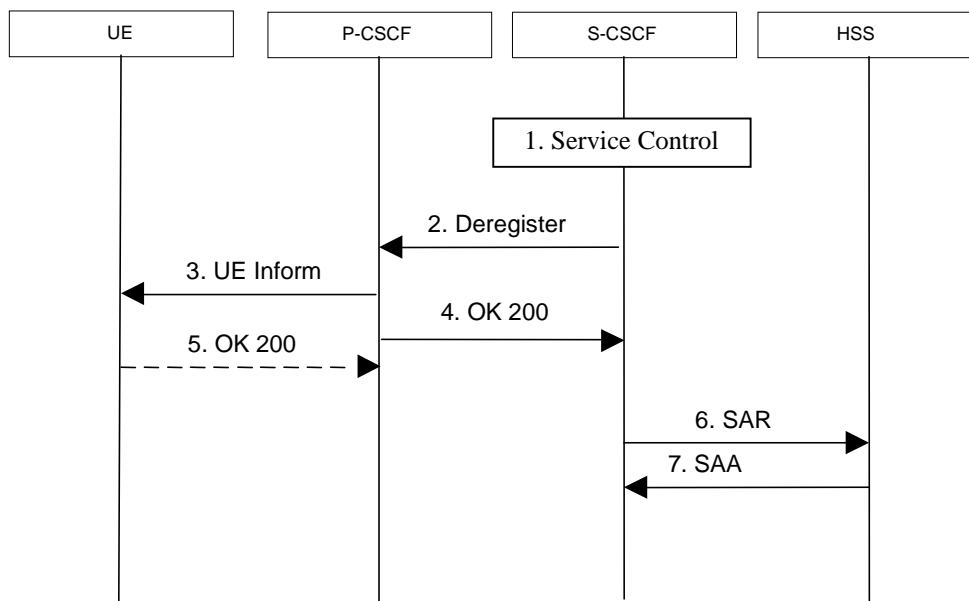 UE
P-CSCF
S-CSCF
HSS
1. Service Control
2. Deregister
3. UE Inform
4. OK 200
5. OK 200
6. SAR
7. SAA